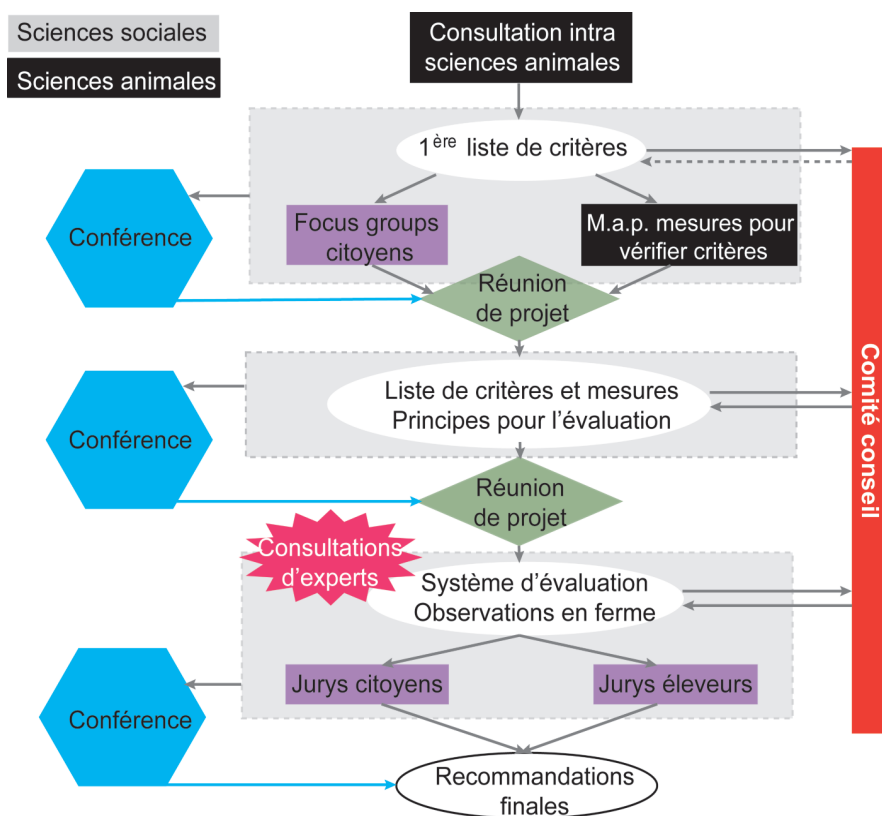 Sciences sociales
Sciences animales
Consultation intra
sciences animales
1ère liste de critères
Conférence
Focus groups
citoyens
M.a.p. mesures pour
vérifier critères
Réunion
de projet
Liste de critères et mesures
Principes pour l’évaluation
Conférence
Réunion
de projet
Consultations
d’experts
Système d’évaluation
Observations en ferme
Jurys citoyens
Jurys éleveurs
Conférence
Recommandations
finales
Comité conseil